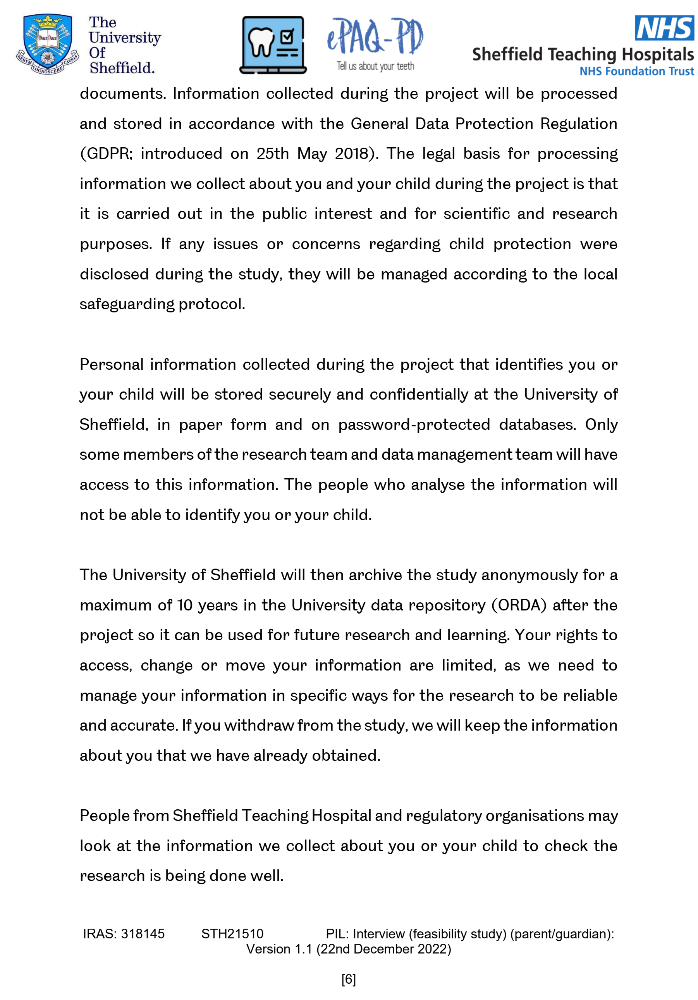 The
University
Of
Sheffield.
Disce Doce
RERVM COGNOSCERE CAVSAS
ePAQ-PD
Tell us about your teeth
NHS
Sheffield Teaching Hospitals
NHS Foundation Trust
documents. Information collected during the project will be processed
and stored in accordance with the General Data Protection Regulation
(GDPR; introduced on 25th May 2018). The legal basis for processing
information we collect about you and your child during the project is that
it is carried out in the public interest and for scientific and research
purposes. If any issues or concerns regarding child protection were
disclosed during the study, they will be managed according to the local
safeguarding protocol.
Personal information collected during the project that identifies you or
your child will be stored securely and confidentially at the University of
Sheffield, in paper form and on password-protected databases. Only
some members of the research team and data management team will have
access to this information. The people who analyse the information will
not be able to identify you or your child.
The University of Sheffield will then archive the study anonymously for a
maximum of 10 years in the University data repository (ORDA) after the
project so it can be used for future research and learning. Your rights to
access, change or move your information are limited, as we need to
manage your information in specific ways for the research to be reliable
and accurate. If you withdraw from the study, we will keep the information
about you that we have already obtained.
People from Sheffield Teaching Hospital and regulatory organisations may
look at the information we collect about you or your child to check the
research is being done well.
IRAS: 318145 STH21510 PIL: Interview (feasibility study) (parent/guardian):
Version 1.1 (22nd December 2022)
[6]